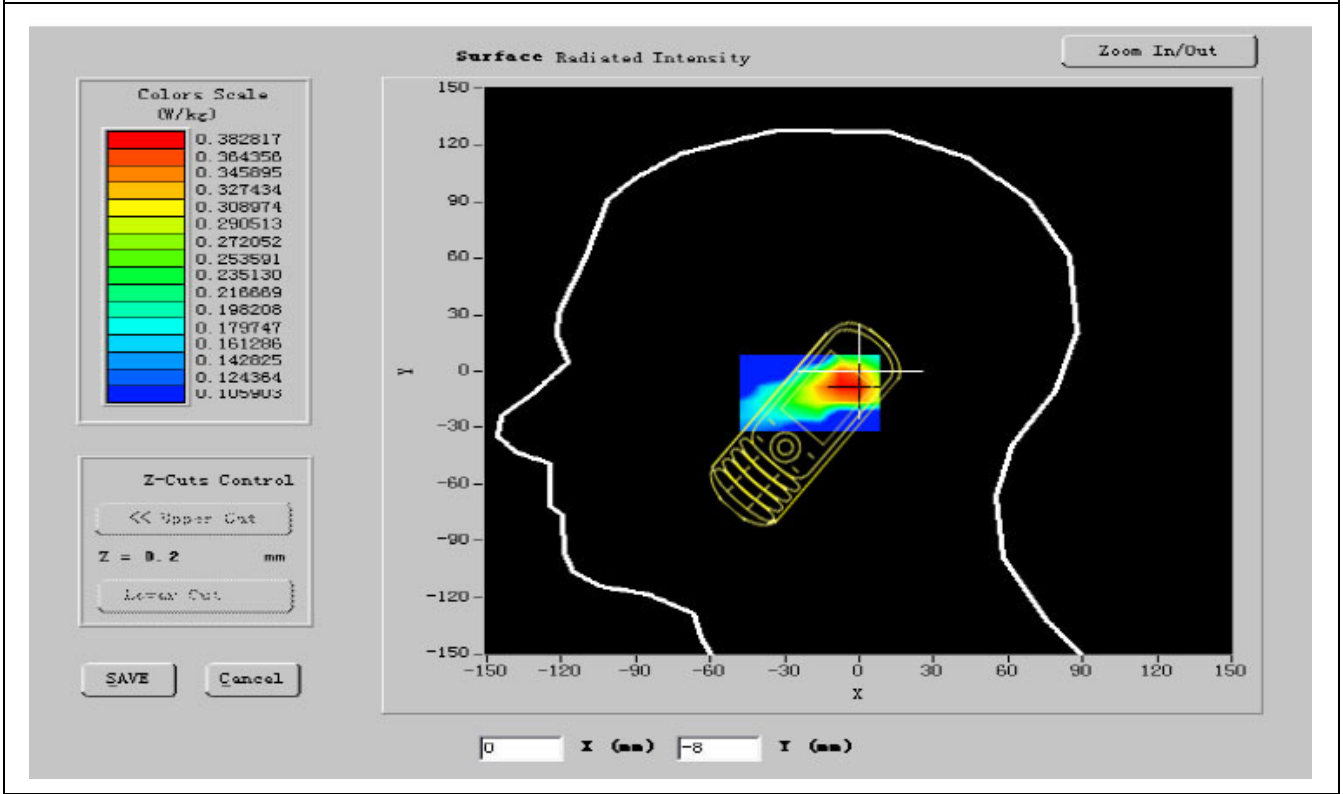 Surface Radiated Intensity
Zoom In/Out
Colors Scale
(W/kg)
0.382817
0.364356
0.345895
0.327434
0.308974
0.290513
0.272052
0.253591
0.235130
0.216669
0.198208
0.179747
0.161286
0.142825
0.124364
0.105903
Z-Cuts Control
<< Upper Cut
Z = 0.2 mm
Lower Cut
SAVE
Cancel
150
120
90
60
30
0
-30
-60
-90
-120
-150
Y
-150 -120 -90 -60 -30 0 30 60 90 120 150
X
0 X (mm) -8 Y (mm)